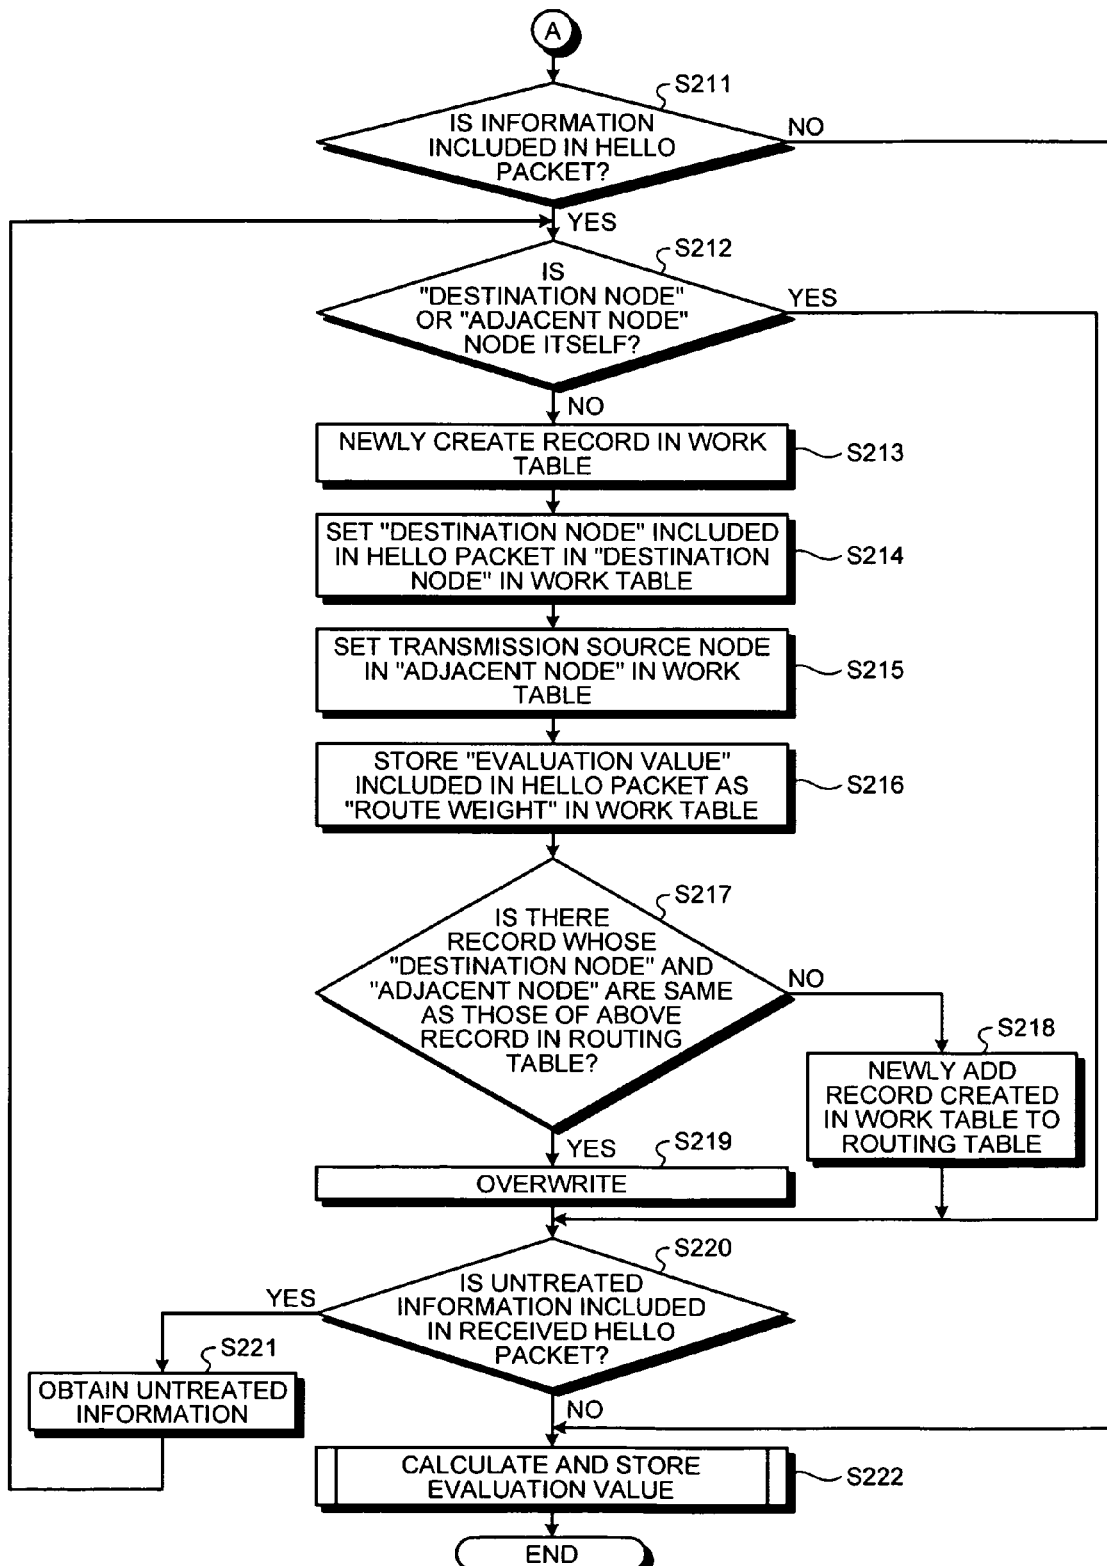 A
S211
IS INFORMATION
INCLUDED IN HELLO
PACKET?
NO
YES
S212
IS
"DESTINATION NODE"
OR "ADJACENT NODE"
NODE ITSELF?
YES
NO
NEWLY CREATE RECORD IN WORK
TABLE
S213
SET "DESTINATION NODE" INCLUDED
IN HELLO PACKET IN "DESTINATION
NODE" IN WORK TABLE
S214
SET TRANSMISSION SOURCE NODE
IN "ADJACENT NODE" IN WORK
TABLE
S215
STORE "EVALUATION VALUE"
INCLUDED IN HELLO PACKET AS
"ROUTE WEIGHT" IN WORK TABLE
S216
S217
IS THERE
RECORD WHOSE
"DESTINATION NODE" AND
"ADJACENT NODE" ARE SAME
AS THOSE OF ABOVE
RECORD IN ROUTING
TABLE?
NO
S218
NEWLY ADD
RECORD CREATED
IN WORK TABLE TO
ROUTING TABLE
YES
S219
OVERWRITE
S220
IS UNTREATED
INFORMATION INCLUDED
IN RECEIVED HELLO
PACKET?
YES
S221
OBTAIN UNTREATED
INFORMATION
NO
CALCULATE AND STORE
EVALUATION VALUE
S222
END